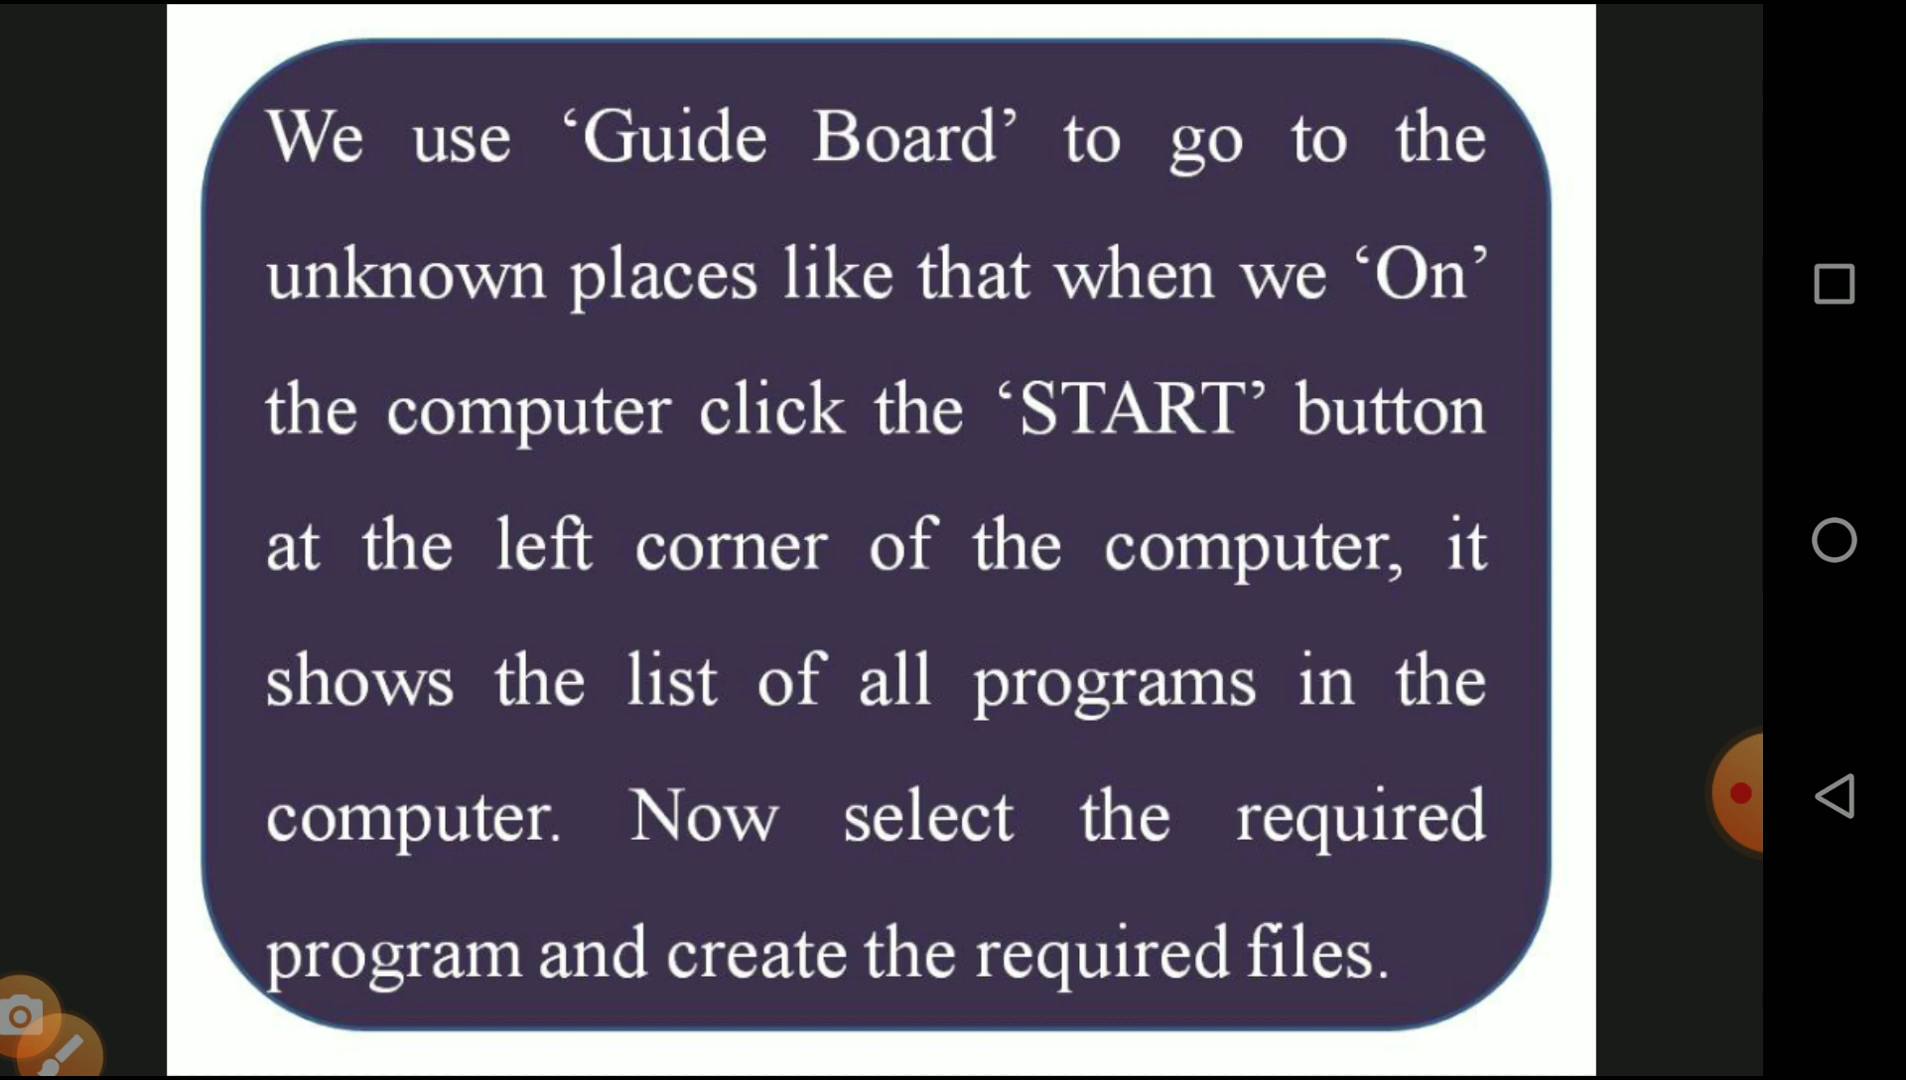 We use ‘Guide Board’ to go to the
unknown places like that when we ‘On’
the computer click the ‘START’ button
at the left corner of the computer, it
shows the list of all programs in the
computer. Now select the required
program and create the required files.